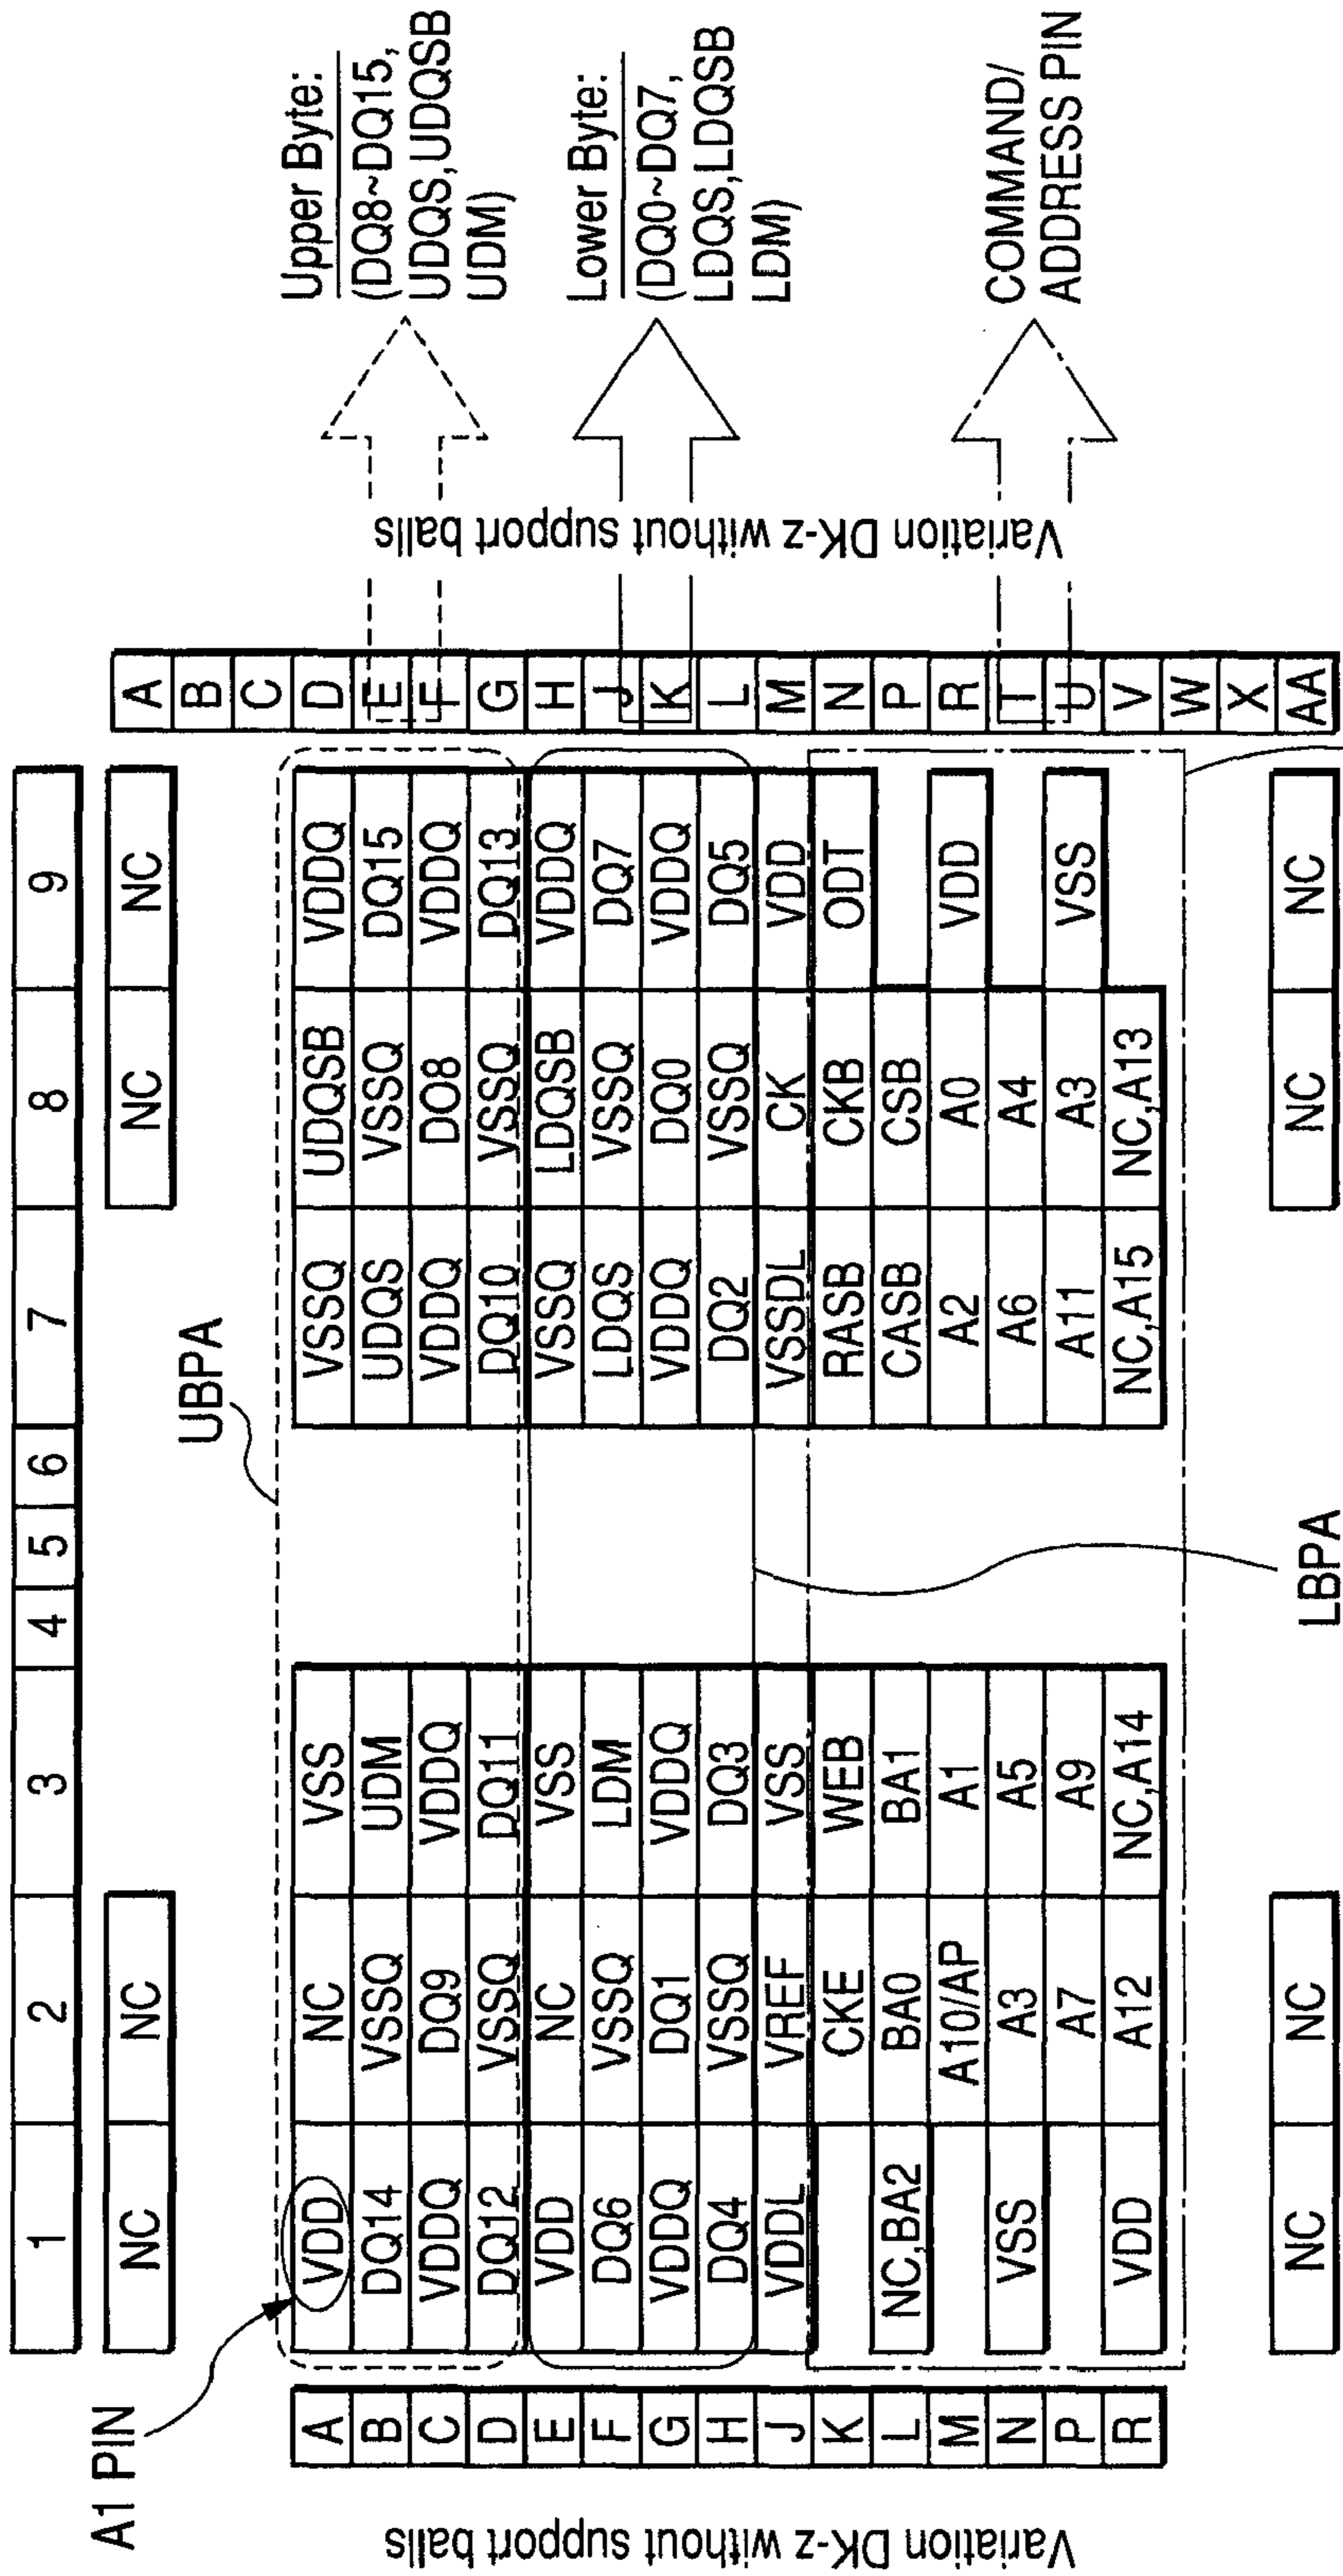 1 2 3 4 5 6 7 8 9
A1 PIN
NC NC NC NC A
B
UBPA
C
A VDD NC VSS VSSQ UDQSB VDDQ D
B DQ14 VSSQ UDM UDQS VSSQ DQ15 E
C VDDQ DQ9 VDDQ VDDQ DO8 VDDQ F
D DQ12 VSSQ DQ11 DQ10 VSSQ DQ13 G
E VDD NC VSS VSSQ LDQSB VDDQ H
F DQ6 VSSQ LDM LDQS VSSQ DQ7 J
G VDDQ DQ1 VDDQ VDDQ DQ0 VDDQ K
H DQ4 VSSQ DQ3 DQ2 VSSQ DQ5 L
J VDDL VREF VSS VSSDL CK VDD M
K CKE WEB RASB CKB ODT N
L NC,BA2 BA0 BA1 CASB CSB P
M A10/AP A1 A2 A0 VDD R
N VSS A3 A5 A6 A4 T
P A7 A9 A11 A3 VSS U
R VDD A12 NC,A14 NC,A15 NC,A13 V
W
X
NC NC NC NC AA
LBPA
Variation DK-z without support balls
Variation DK-z without support balls
Upper Byte:
(DQ8~DQ15,
UDQS,UDQSB
UDM)
Lower Byte:
(DQ0~DQ7,
LDQS,LDQSB
LDM)
COMMAND/
ADDRESS PIN